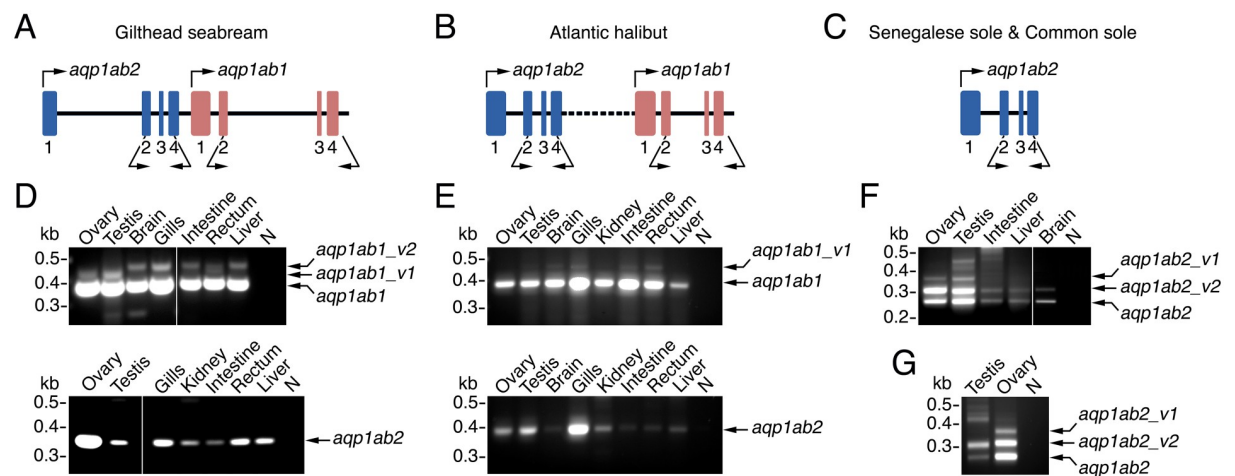 A Gilthead seabream
aqp1ab2 aqp1ab1
1 2 3 4 1 2 3 4
B Atlantic halibut
aqp1ab2 aqp1ab1
1 2 3 4 1 2 3 4
C Senegalese sole & Common sole
aqp1ab2
1 2 3 4
D
Ovary Testis Brain Gills Intestine Rectum Liver N
kb
0.5-
0.4-
0.3-
aqp1ab1_v2
aqp1ab1_v1
aqp1ab1
Ovary Testis Gills Kidney Intestine Rectum Liver N
kb
0.5-
0.4-
0.3-
aqp1ab2
E
Ovary Testis Brain Gills Kidney Intestine Rectum Liver N
kb
0.5-
0.4-
0.3-
aqp1ab1_v1
aqp1ab1
Ovary Testis Brain Gills Kidney Intestine Rectum Liver N
kb
0.5-
0.4-
0.3-
aqp1ab2
F
Ovary Testis Intestine Liver Brain N
kb
0.5-
0.4-
0.3-
0.2-
aqp1ab2_v1
aqp1ab2_v2
aqp1ab2
G
Testis Ovary N
kb
0.5-
0.4-
0.3-
aqp1ab2_v1
aqp1ab2_v2
aqp1ab2